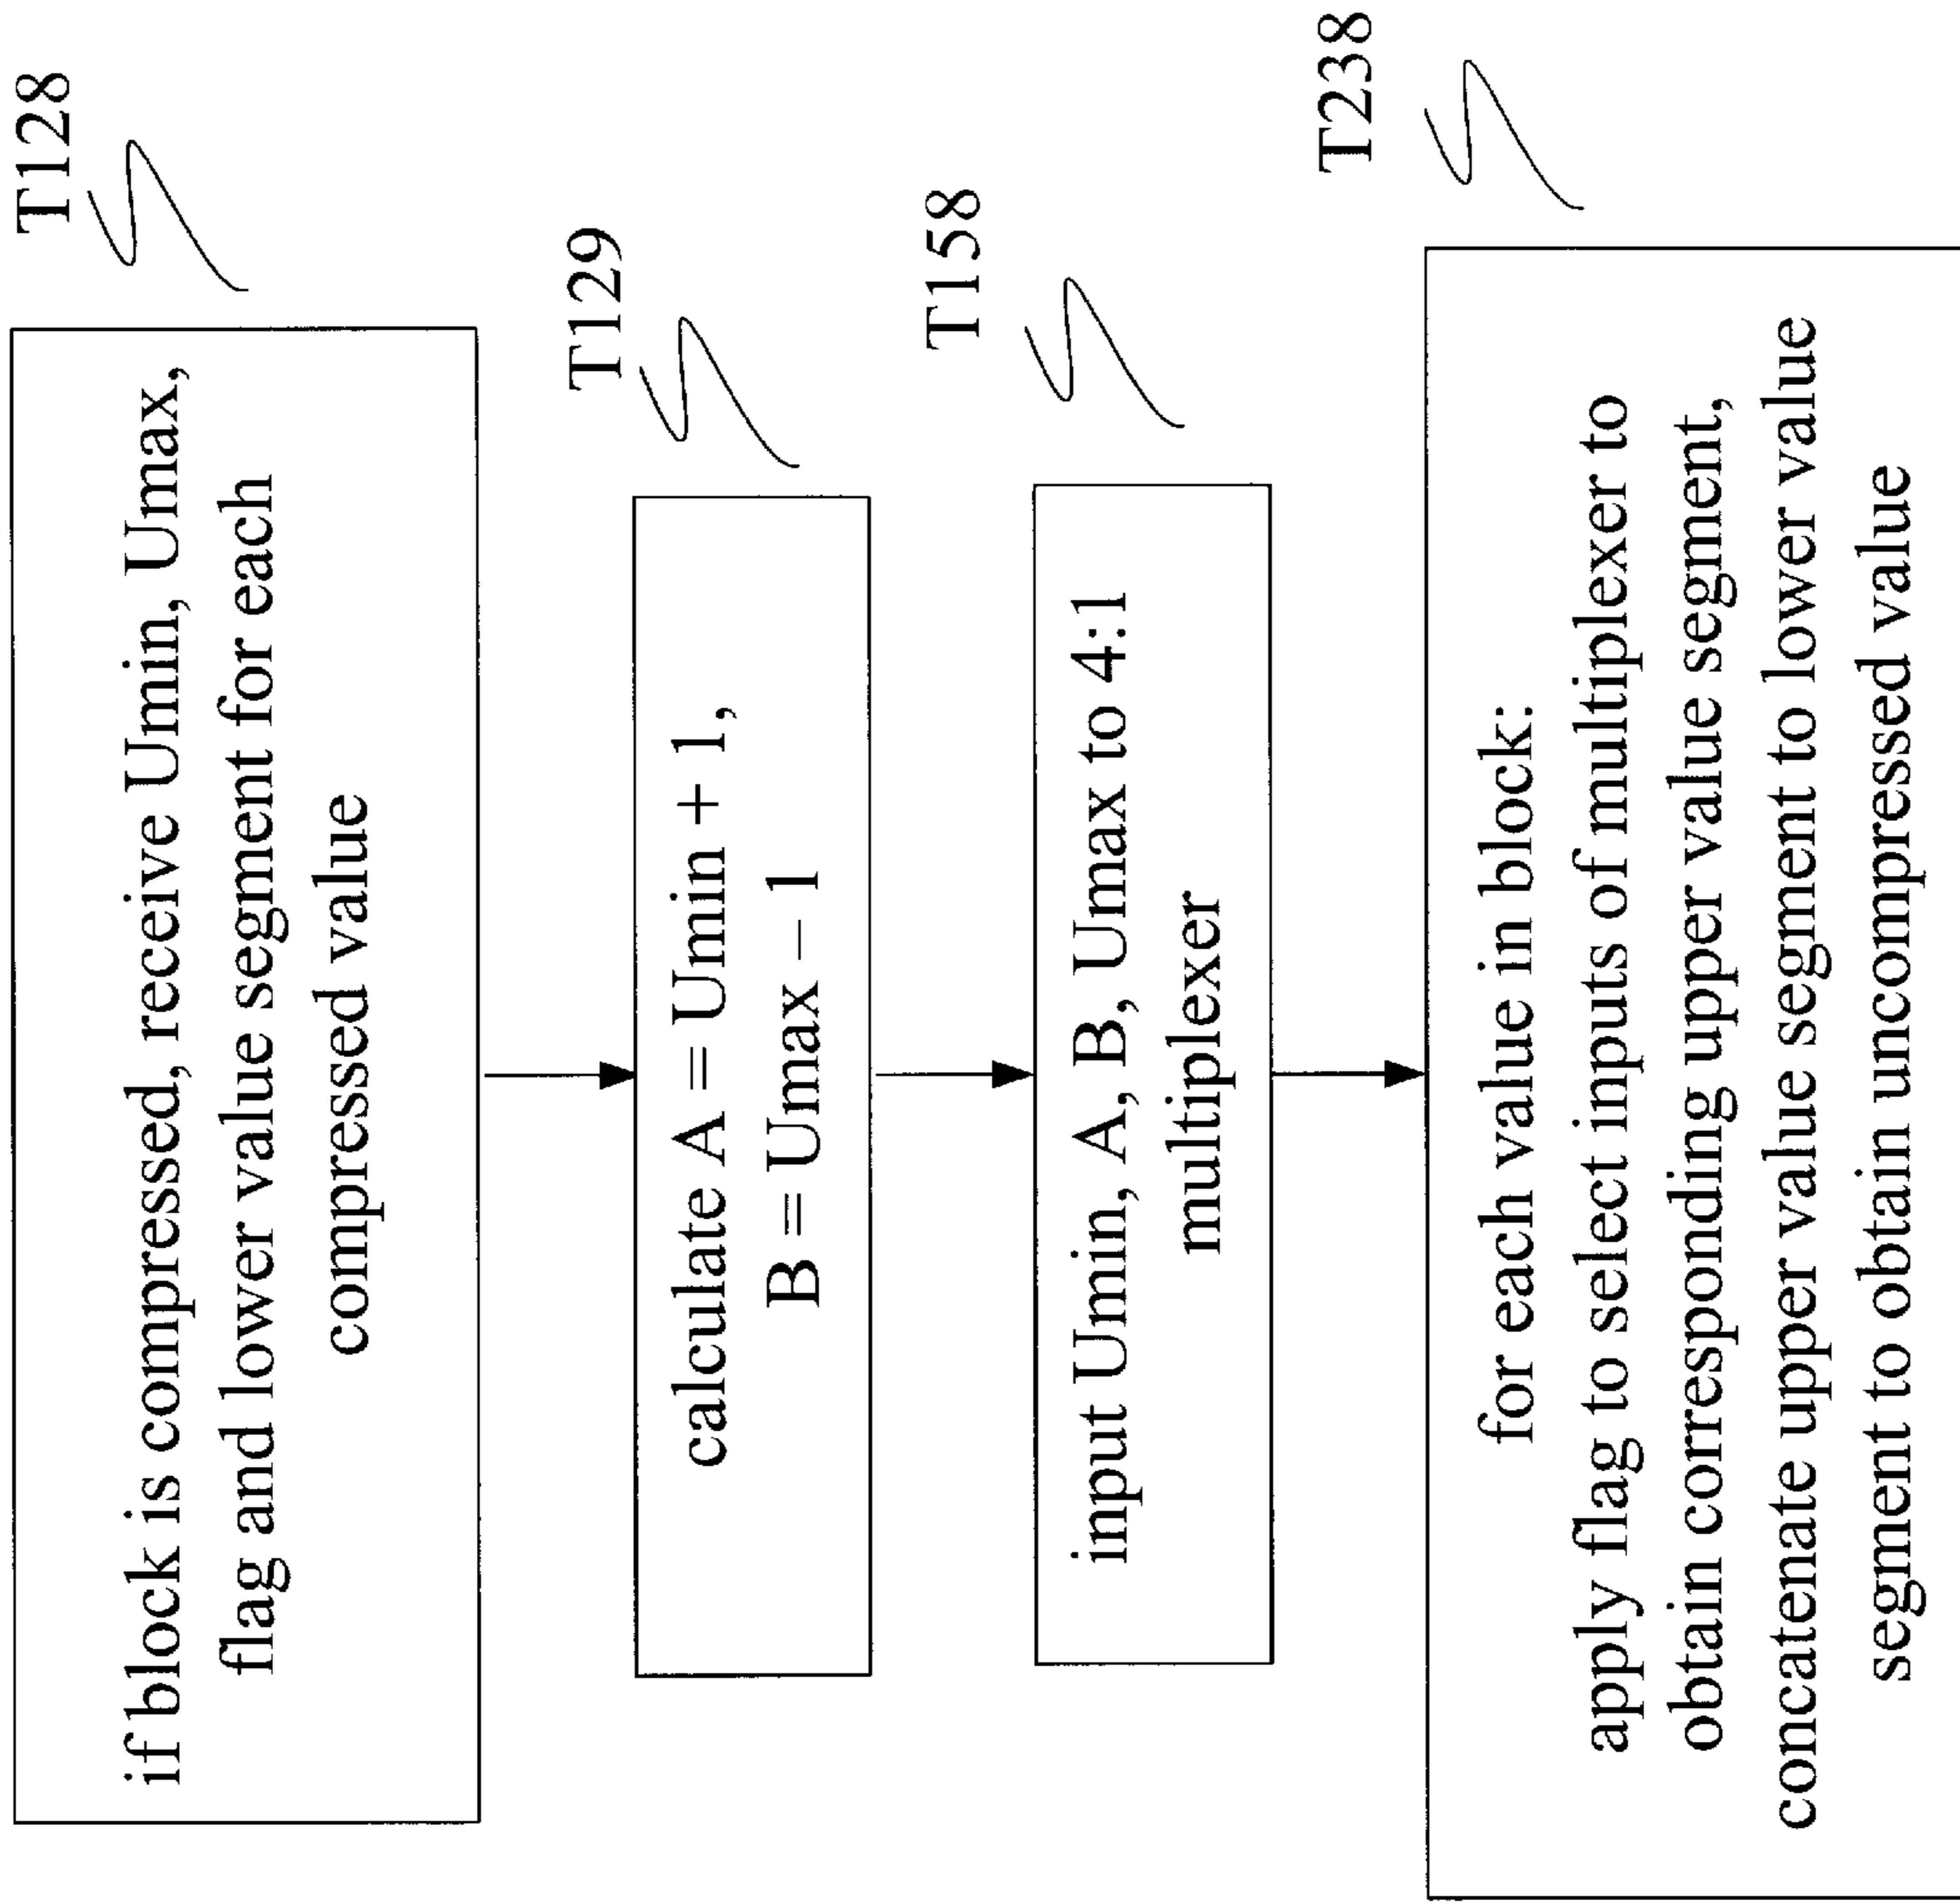 T128
if block is compressed, receive Umin, Umax,
flag and lower value segment for each
compressed value
T129
calculate A = Umin + 1,
B = Umax – 1
T158
input Umin, A, B, Umax to 4:1
multiplexer
T238
for each value in block:
apply flag to select inputs of multiplexer to
obtain corresponding upper value segment,
concatenate upper value segment to lower value
segment to obtain uncompressed value